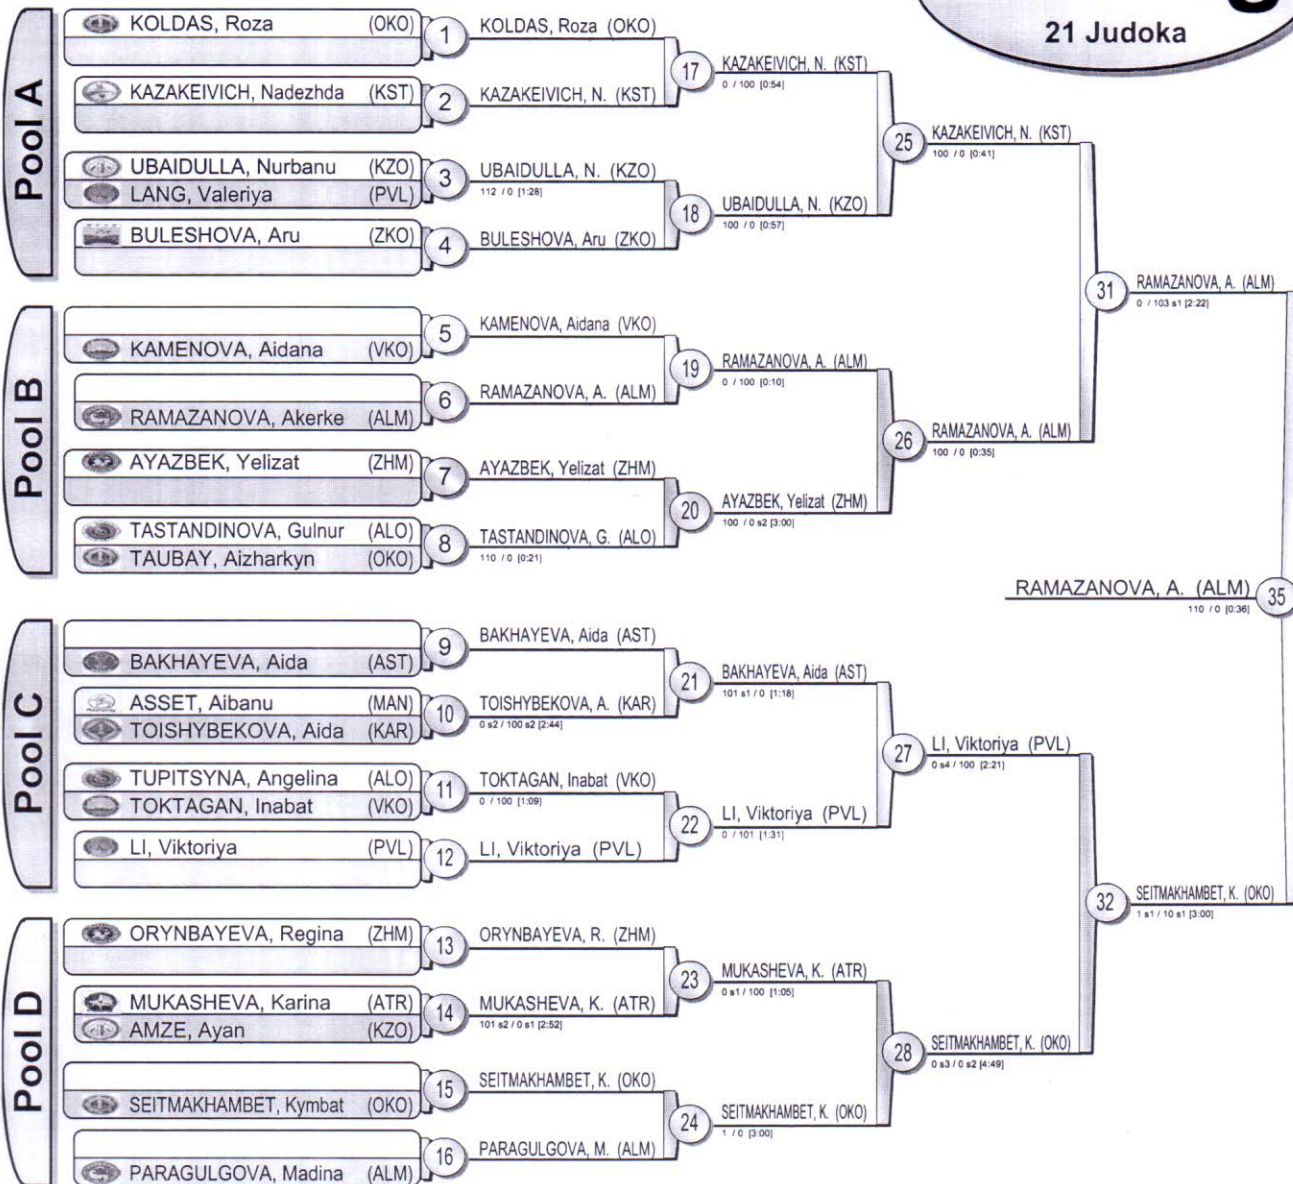 21 Judoka
Pool A
KOLDAS, Roza (OKO)
KAZAKEIVICH, Nadezhda (KST)
UBAIDULLA, Nurbanu (KZO)
LANG, Valeriya (PVL)
BULESHOVA, Aru (ZKO)
1 KOLDAS, Roza (OKO)
2 KAZAKEIVICH, N. (KST)
3 UBAIDULLA, N. (KZO)
112 / 0 [1:28]
4 BULESHOVA, Aru (ZKO)
17 KAZAKEIVICH, N. (KST)
0 / 100 [0:54]
18 UBAIDULLA, N. (KZO)
100 / 0 [0:57]
25 KAZAKEIVICH, N. (KST)
100 / 0 [0:41]
Pool B
KAMENOVA, Aidana (VKO)
RAMAZANOVA, Akerke (ALM)
AYAZBEK, Yelizat (ZHM)
TASTANDINOVA, Gulnur (ALO)
TAUBAY, Aizharkyn (OKO)
5 KAMENOVA, Aidana (VKO)
6 RAMAZANOVA, A. (ALM)
7 AYAZBEK, Yelizat (ZHM)
8 TASTANDINOVA, G. (ALO)
110 / 0 [0:21]
19 RAMAZANOVA, A. (ALM)
0 / 100 [0:10]
20 AYAZBEK, Yelizat (ZHM)
100 / 0 s2 [3:00]
26 RAMAZANOVA, A. (ALM)
100 / 0 [0:35]
31 RAMAZANOVA, A. (ALM)
0 / 103 s1 [2:22]
RAMAZANOVA, A. (ALM) 35
110 / 0 [0:36]
Pool C
BAKHAYEVA, Aida (AST)
ASSET, Aibanu (MAN)
TOISHYBEKOVA, Aida (KAR)
TUPITSYNA, Angelina (ALO)
TOKTAGAN, Inabat (VKO)
LI, Viktoriya (PVL)
9 BAKHAYEVA, Aida (AST)
10 TOISHYBEKOVA, A. (KAR)
0 s2 / 100 s2 [2:44]
11 TOKTAGAN, Inabat (VKO)
0 / 100 [1:09]
12 LI, Viktoriya (PVL)
21 BAKHAYEVA, Aida (AST)
101 s1 / 0 [1:18]
22 LI, Viktoriya (PVL)
0 / 101 [1:31]
27 LI, Viktoriya (PVL)
0 s4 / 100 [2:21]
Pool D
ORYNBAYEVA, Regina (ZHM)
MUKASHEVA, Karina (ATR)
AMZE, Ayan (KZO)
SEITMAKHAMBET, Kymbat (OKO)
PARAGULGOVA, Madina (ALM)
13 ORYNBAYEVA, R. (ZHM)
14 MUKASHEVA, K. (ATR)
101 s2 / 0 s1 [2:52]
15 SEITMAKHAMBET, K. (OKO)
16 PARAGULGOVA, M. (ALM)
23 MUKASHEVA, K. (ATR)
0 s1 / 100 [1:05]
24 SEITMAKHAMBET, K. (OKO)
1 / 0 [3:00]
28 SEITMAKHAMBET, K. (OKO)
0 s3 / 0 s2 [4:49]
32 SEITMAKHAMBET, K. (OKO)
1 s1 / 10 s1 [3:00]